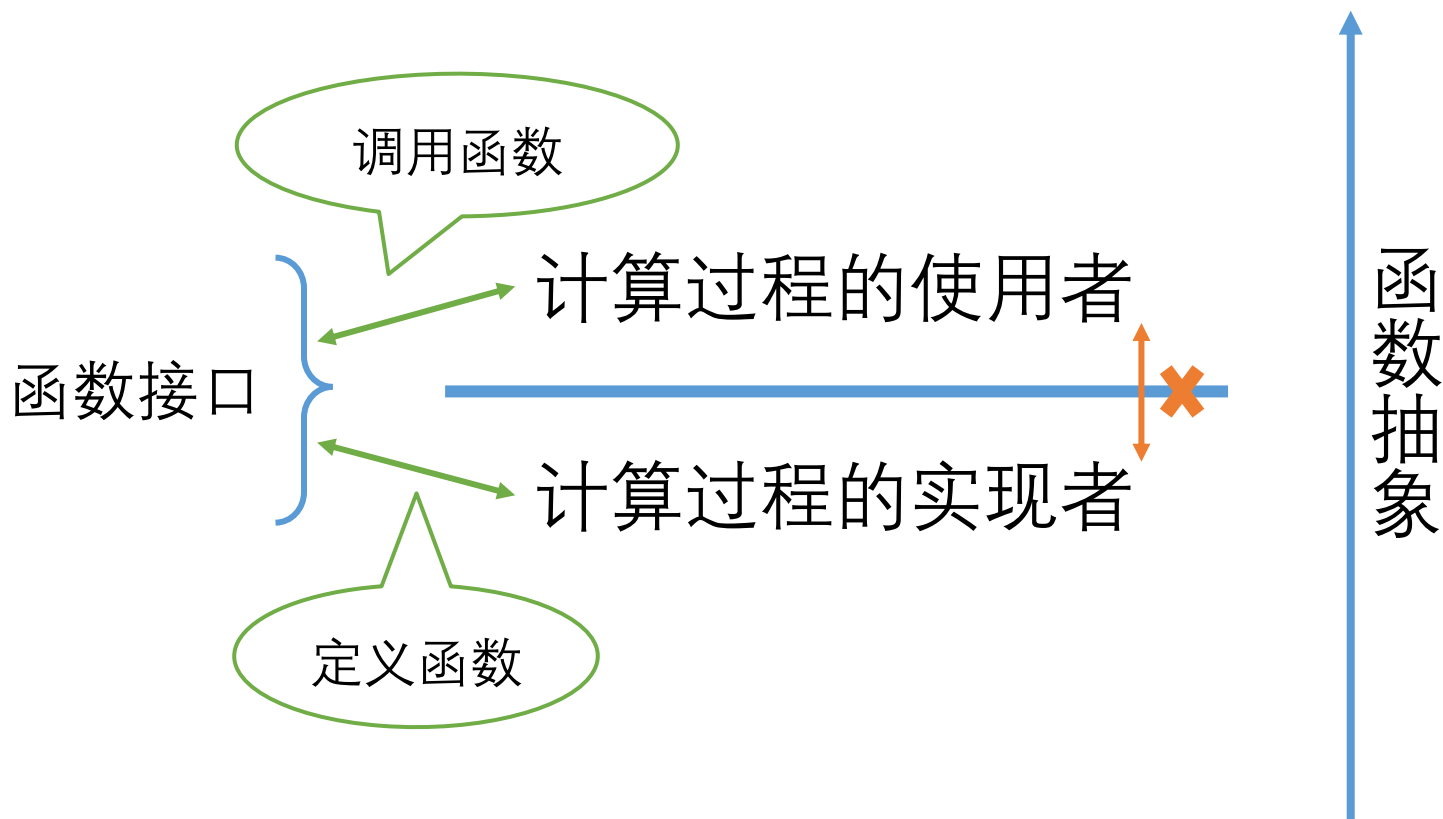 调用函数
计算过程的使用者
函数接口
计算过程的实现者
定义函数
函数抽象